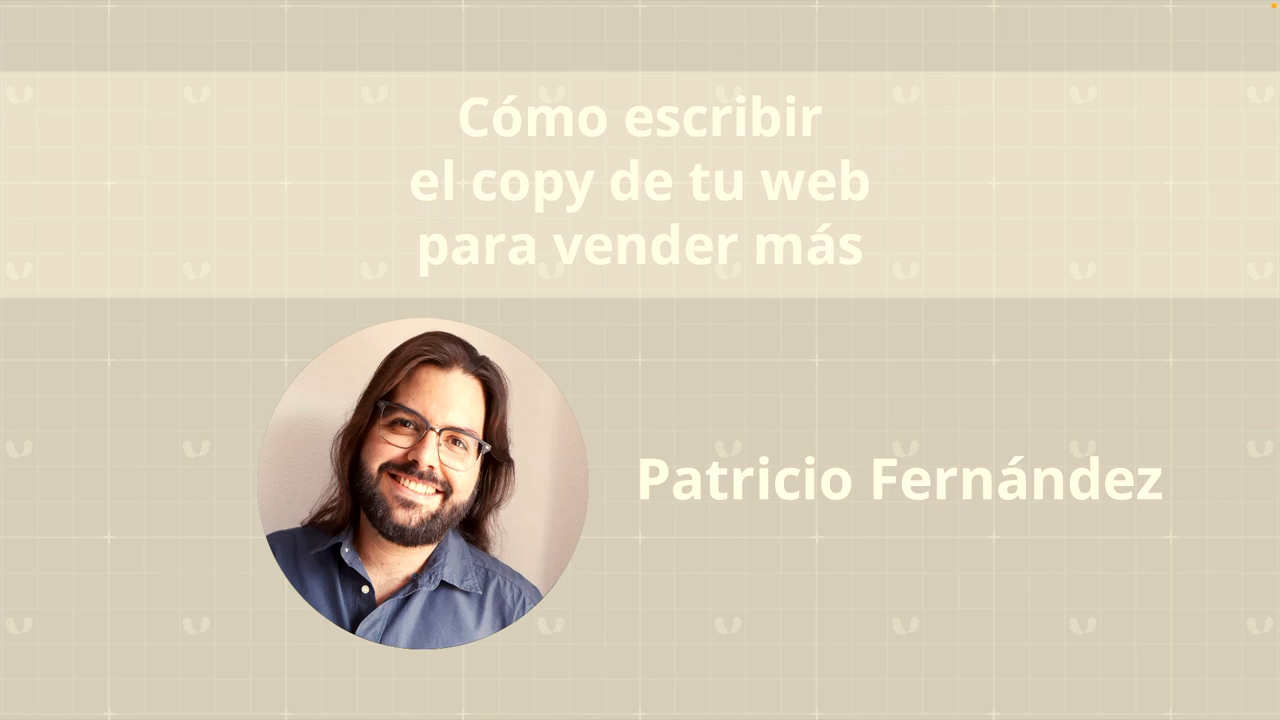 Cómo escribir
el copy de tu web
para vender más
Patricio Fernández